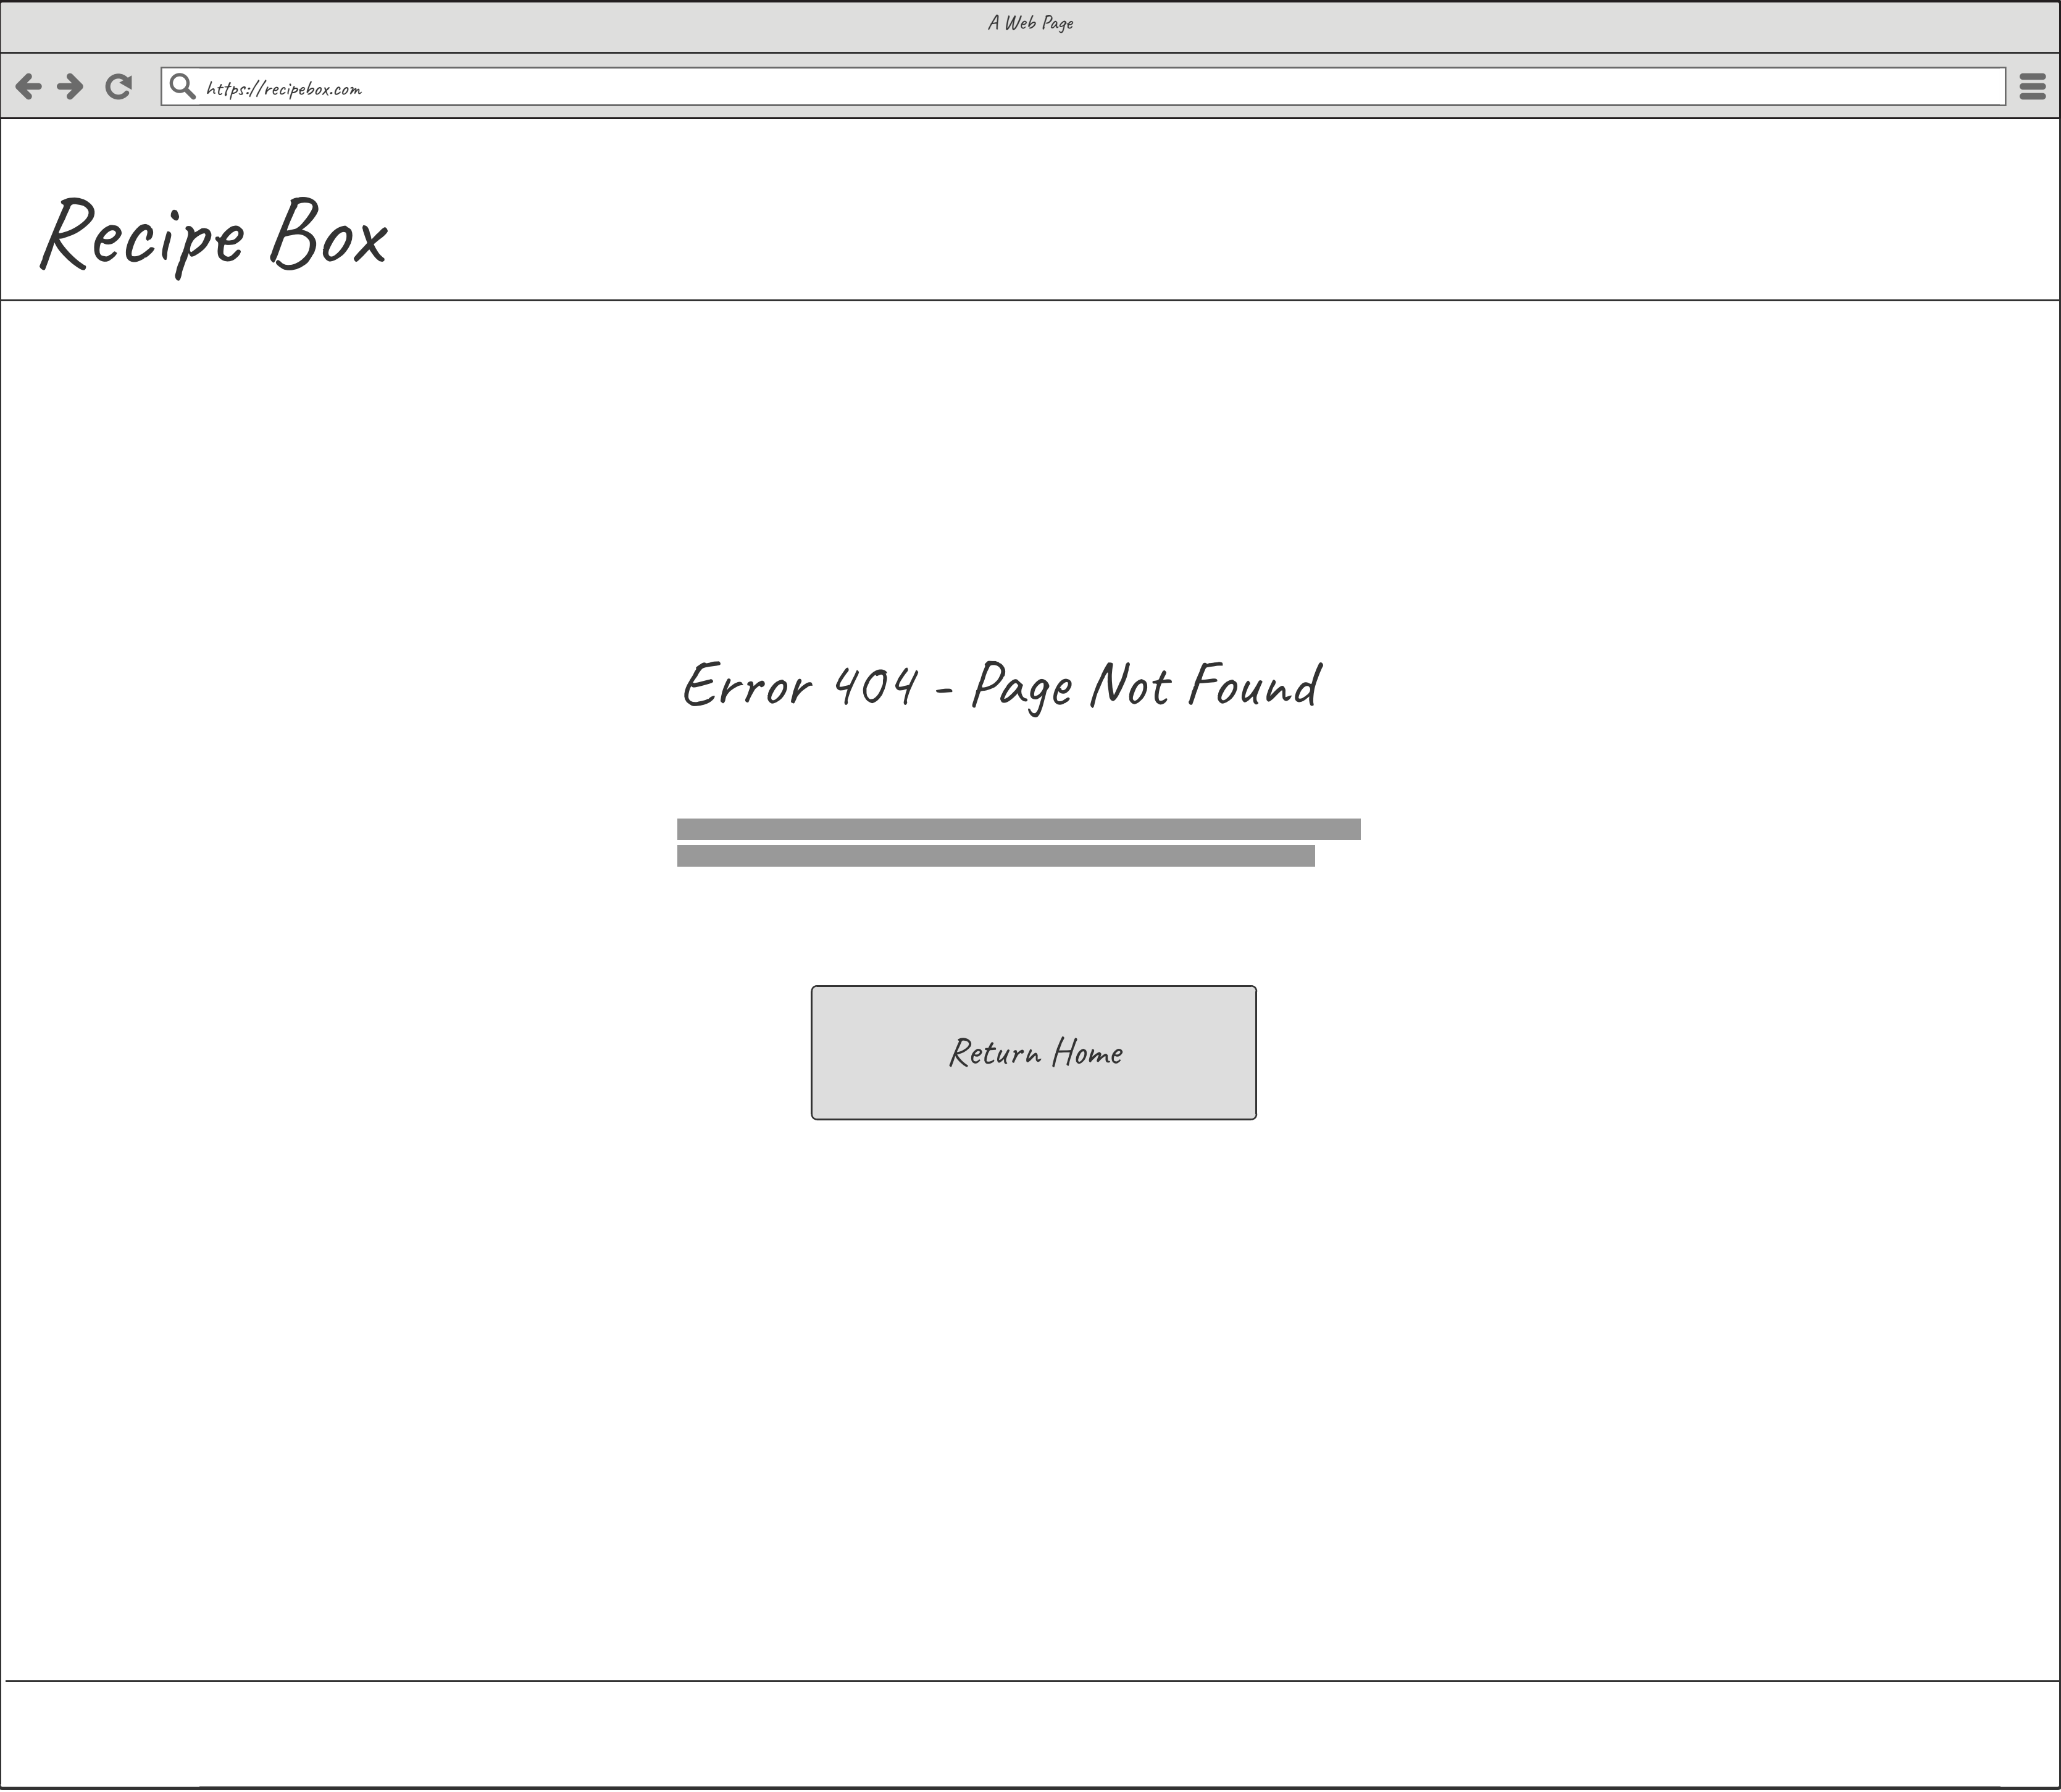 A Web Page
https://recipebox.com
Recipe Box
Error 404 - Page Not Found
Return Home